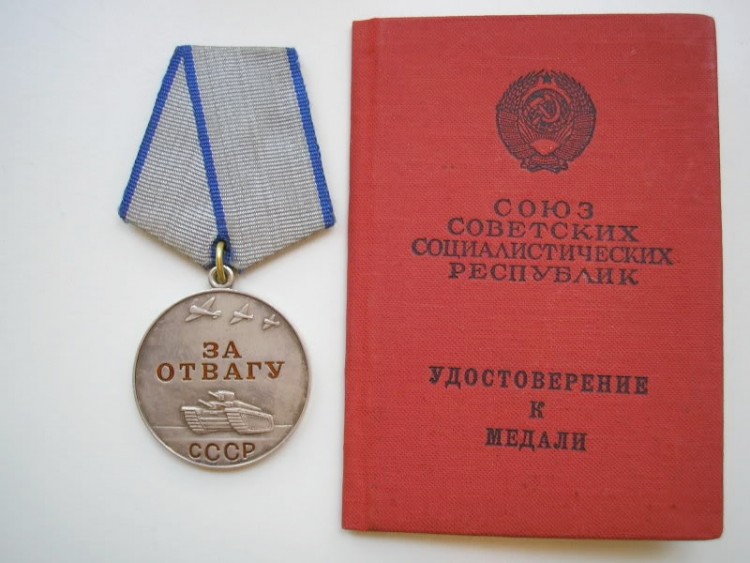 ЗА
ОТВАГУ
СССР
СОЮЗ
СОВЕТСКИХ
СОЦИАЛИСТИЧЕСКИХ
РЕСПУБЛИК
УДОСТОВЕРЕНИЕ
К
МЕДАЛИ